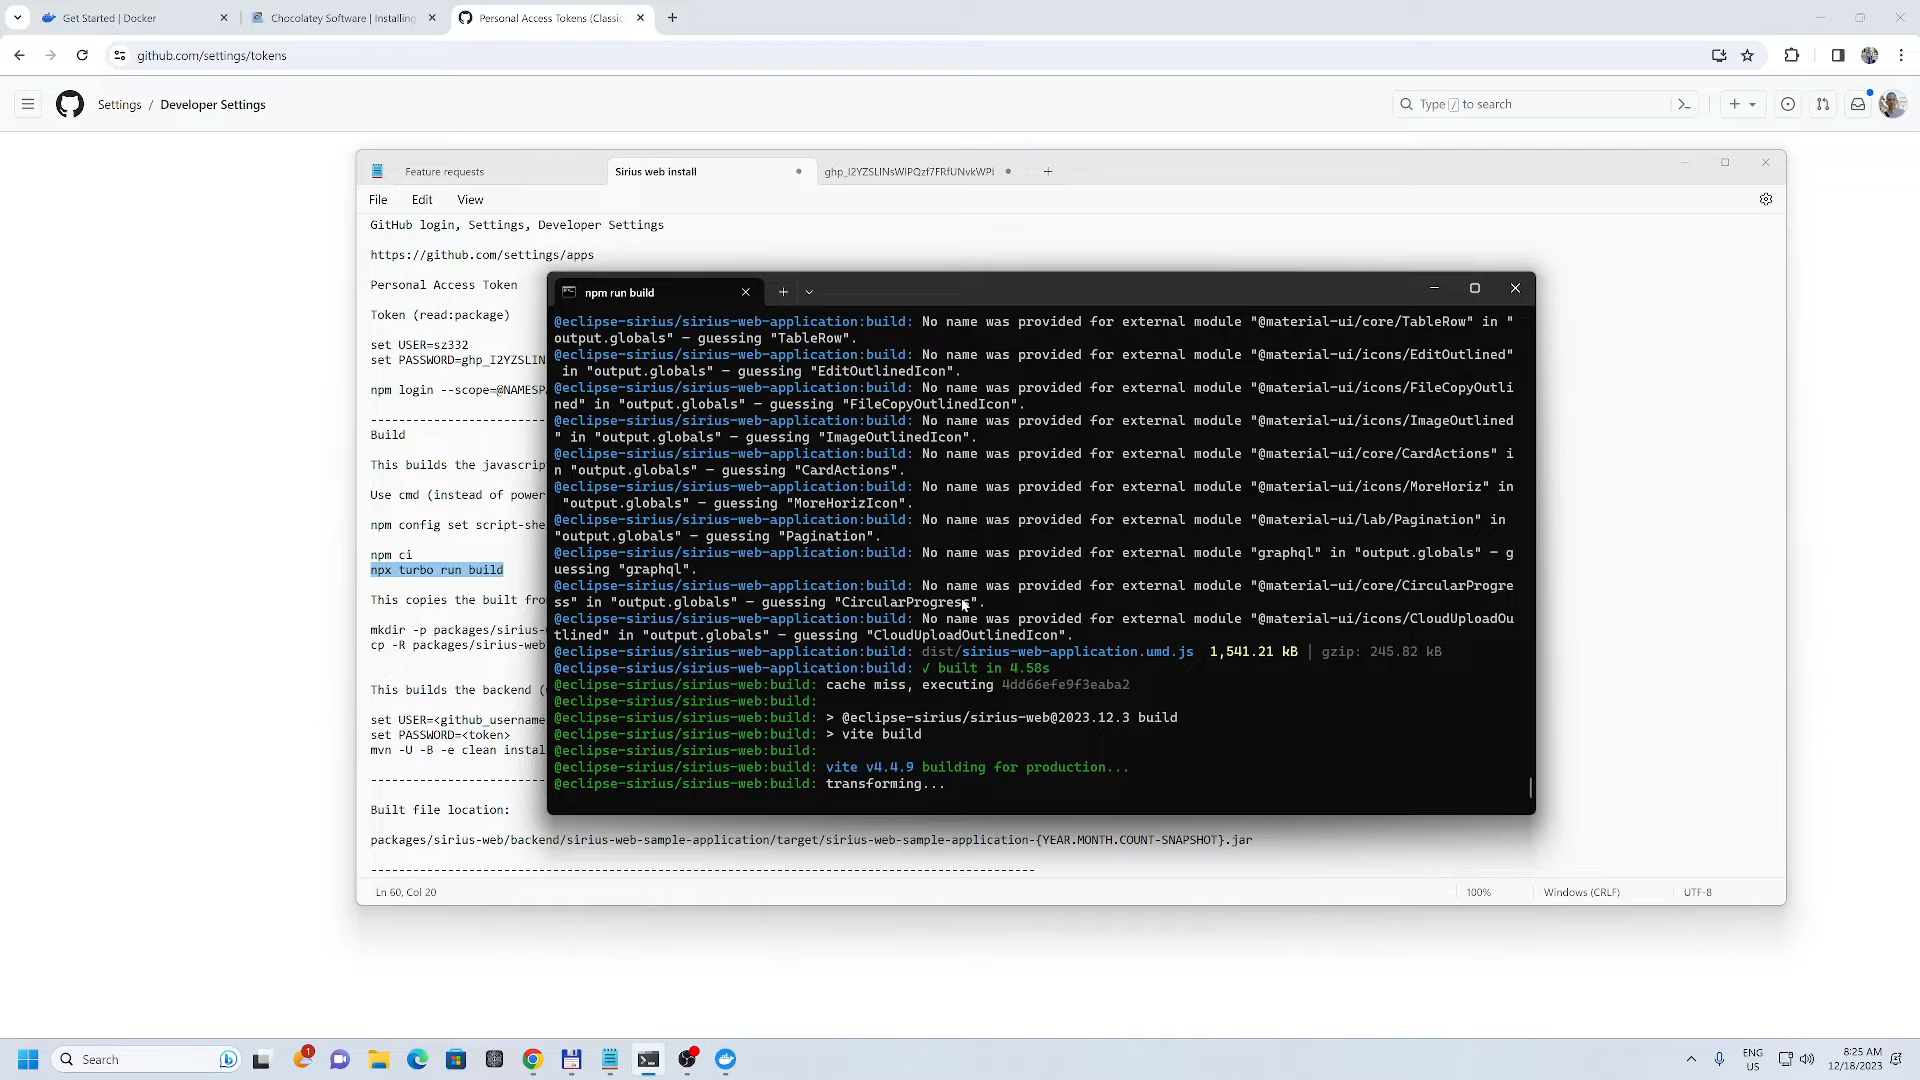 Get Started | Docker
Chocolatey Software | Installing
Personal Access Tokens (Classic
github.com/settings/tokens
Settings / Developer Settings
Type / to search
Feature requests
Sirius web install
File Edit View
GitHub login, Settings, Developer Settings
https://github.com/settings/apps
Personal Access Token
Token (read:package)
set USER=sz332
npm login --scope=@NAMESP
Build
This builds the javascrip
Use cmd (instead of power
npm config set script-she
npm ci
npx turbo run build
This copies the built fro
mkdir -p packages/sirius-
cp -R packages/sirius-web
This builds the backend (
set USER=<github_username
set PASSWORD=<token>
mvn -U -B -e clean instal
Built file location:
packages/sirius-web/backend/sirius-web-sample-application/target/sirius-web-sample-application-{YEAR.MONTH.COUNT-SNAPSHOT}.jar
Ln 60, Col 20
100%
Windows (CRLF)
UTF-8
npm run build
@eclipse-sirius/sirius-web-application:build: No name was provided for external module "@material-ui/core/TableRow" in "
output.globals" – guessing "TableRow".
@eclipse-sirius/sirius-web-application:build: No name was provided for external module "@material-ui/icons/EditOutlined"
in "output.globals" – guessing "EditOutlinedIcon".
@eclipse-sirius/sirius-web-application:build: No name was provided for external module "@material-ui/icons/FileCopyOutli
ned" in "output.globals" – guessing "FileCopyOutlinedIcon".
@eclipse-sirius/sirius-web-application:build: No name was provided for external module "@material-ui/icons/ImageOutlined
" in "output.globals" – guessing "ImageOutlinedIcon".
@eclipse-sirius/sirius-web-application:build: No name was provided for external module "@material-ui/core/CardActions" i
n "output.globals" – guessing "CardActions".
@eclipse-sirius/sirius-web-application:build: No name was provided for external module "@material-ui/icons/MoreHoriz" in
"output.globals" – guessing "MoreHorizIcon".
@eclipse-sirius/sirius-web-application:build: No name was provided for external module "@material-ui/lab/Pagination" in
"output.globals" – guessing "Pagination".
@eclipse-sirius/sirius-web-application:build: No name was provided for external module "graphql" in "output.globals" – g
uessing "graphql".
@eclipse-sirius/sirius-web-application:build: No name was provided for external module "@material-ui/core/CircularProgre
ss" in "output.globals" – guessing "CircularProgress".
@eclipse-sirius/sirius-web-application:build: No name was provided for external module "@material-ui/icons/CloudUploadOu
tlined" in "output.globals" – guessing "CloudUploadOutlinedIcon".
@eclipse-sirius/sirius-web-application:build: dist/sirius-web-application.umd.js 1,541.21 kB | gzip: 245.82 kB
@eclipse-sirius/sirius-web-application:build: ✓ built in 4.58s
@eclipse-sirius/sirius-web:build: cache miss, executing 4dd66efe9f3eaba2
@eclipse-sirius/sirius-web:build:
@eclipse-sirius/sirius-web:build: > @eclipse-sirius/sirius-web@2023.12.3 build
@eclipse-sirius/sirius-web:build: > vite build
@eclipse-sirius/sirius-web:build:
@eclipse-sirius/sirius-web:build: vite v4.4.9 building for production...
@eclipse-sirius/sirius-web:build: transforming...
Search
1
ENG
US
8:25 AM
12/18/2023